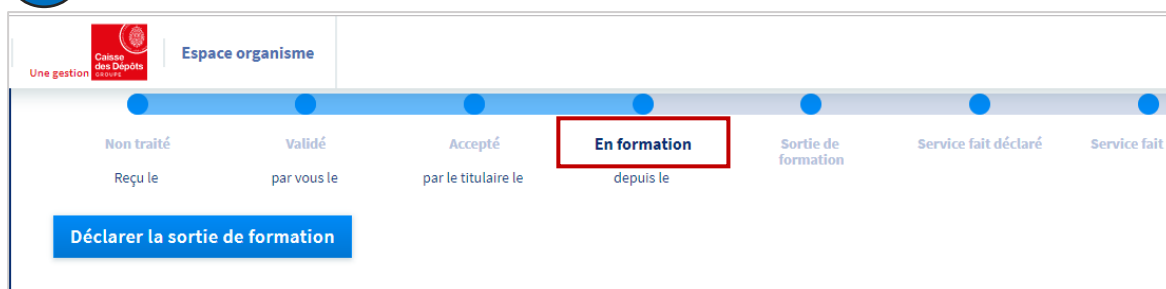 Caisse
des Dépôts
GROUPE
Une gestion
Espace organisme
Non traité
Validé
Accepté
En formation
Sortie de
formation
Service fait déclaré
Service fait
Reçu le
par vous le
par le titulaire le
depuis le
Déclarer la sortie de formation